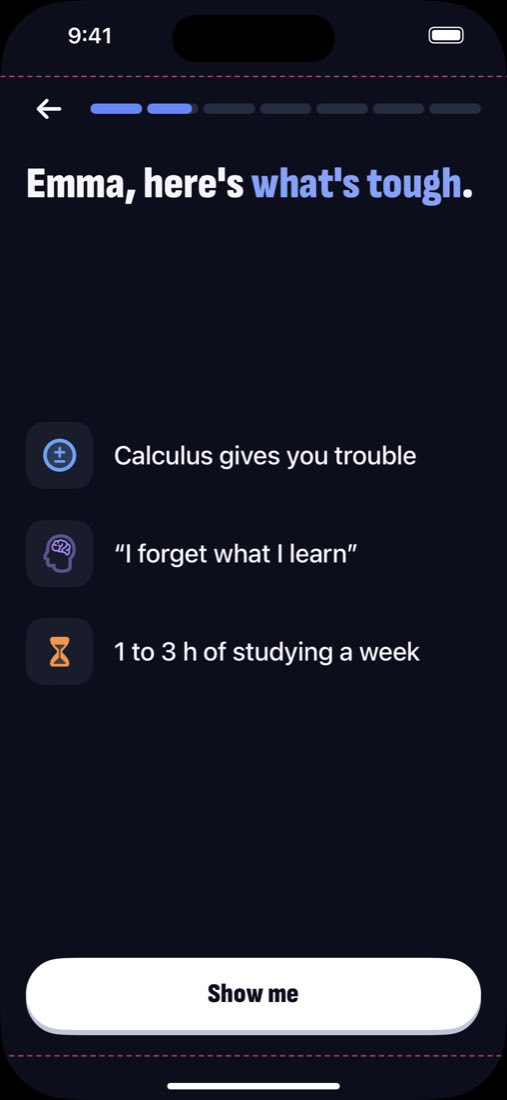 9:41
Emma, here's what's tough.
Calculus gives you trouble
“I forget what I learn”
1 to 3 h of studying a week
Show me